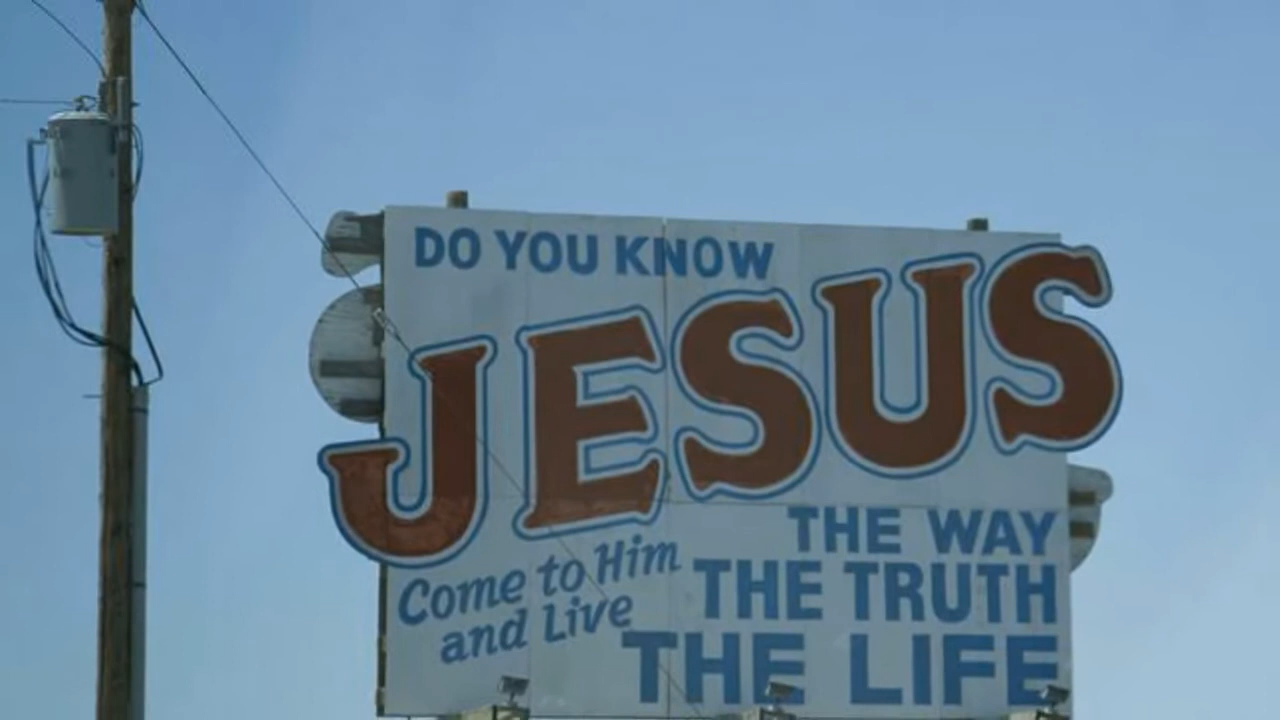 DO YOU KNOW
JESUS
THE WAY
Come to Him
THE TRUTH
and Live
THE LIFE